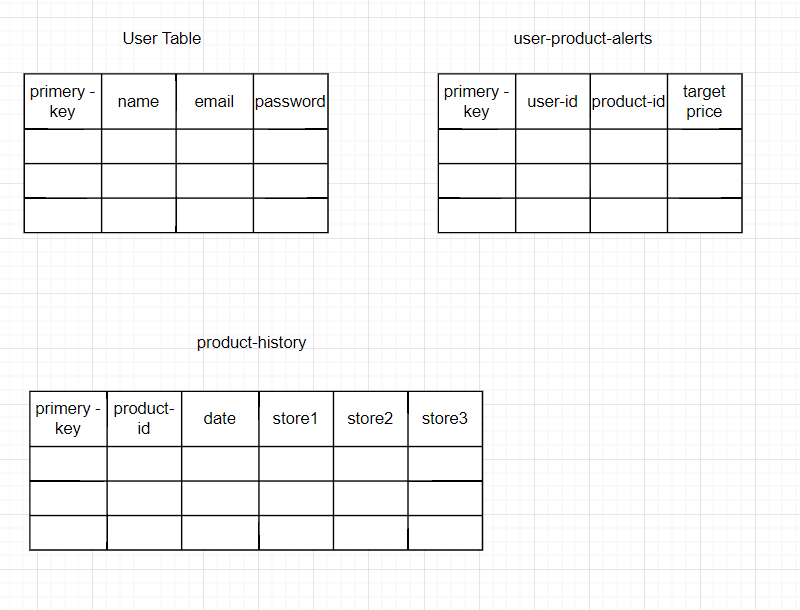 User Table
primery -
key
name
email
password
user-product-alerts
primery -
key
user-id
product-id
target
price
product-history
primery -
key
product-
id
date
store1
store2
store3